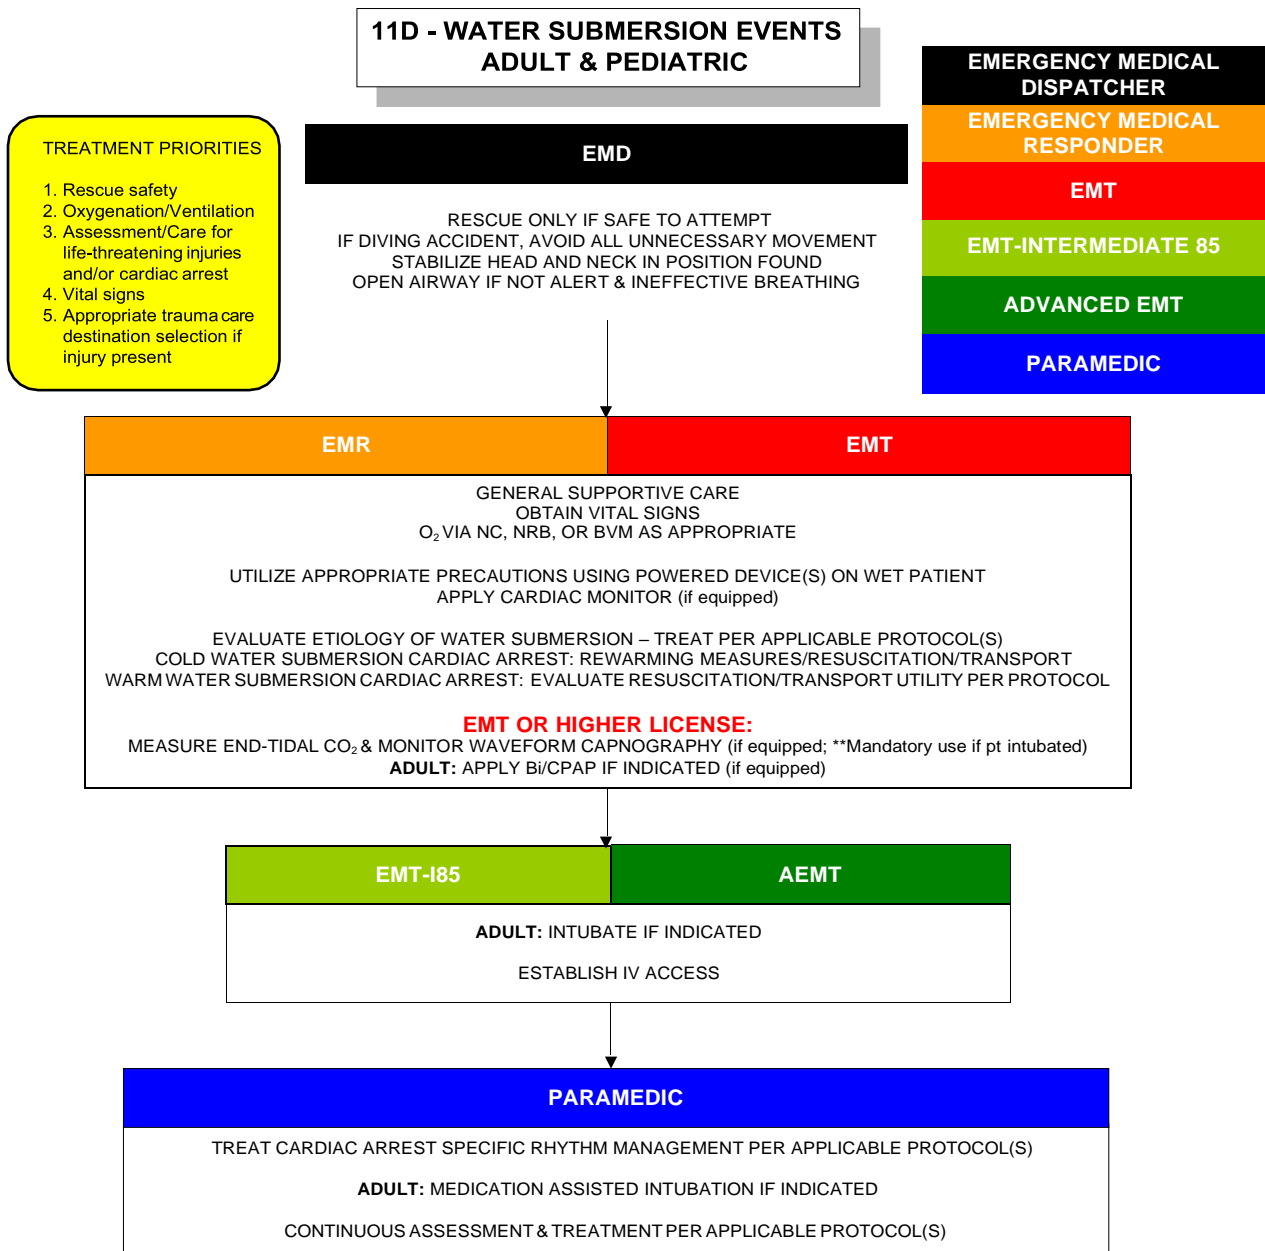 11D - WATER SUBMERSION EVENTS
ADULT & PEDIATRIC
EMERGENCY MEDICAL
DISPATCHER
EMERGENCY MEDICAL
RESPONDER
EMT
EMT-INTERMEDIATE 85
ADVANCED EMT
PARAMEDIC
TREATMENT PRIORITIES
1. Rescue safety
2. Oxygenation/Ventilation
3. Assessment/Care for
life-threatening injuries
and/or cardiac arrest
4. Vital signs
5. Appropriate trauma care
destination selection if
injury present
EMD
RESCUE ONLY IF SAFE TO ATTEMPT
IF DIVING ACCIDENT, AVOID ALL UNNECESSARY MOVEMENT
STABILIZE HEAD AND NECK IN POSITION FOUND
OPEN AIRWAY IF NOT ALERT & INEFFECTIVE BREATHING
EMR
EMT
GENERAL SUPPORTIVE CARE
OBTAIN VITAL SIGNS
O₂ VIA NC, NRB, OR BVM AS APPROPRIATE
UTILIZE APPROPRIATE PRECAUTIONS USING POWERED DEVICE(S) ON WET PATIENT
APPLY CARDIAC MONITOR (if equipped)
EVALUATE ETIOLOGY OF WATER SUBMERSION – TREAT PER APPLICABLE PROTOCOL(S)
COLD WATER SUBMERSION CARDIAC ARREST: REWARMING MEASURES/RESUSCITATION/TRANSPORT
WARM WATER SUBMERSION CARDIAC ARREST: EVALUATE RESUSCITATION/TRANSPORT UTILITY PER PROTOCOL
EMT OR HIGHER LICENSE:
MEASURE END-TIDAL CO₂ & MONITOR WAVEFORM CAPNOGRAPHY (if equipped; **Mandatory use if pt intubated)
ADULT: APPLY Bi/CPAP IF INDICATED (if equipped)
EMT-I85
AEMT
ADULT: INTUBATE IF INDICATED
ESTABLISH IV ACCESS
PARAMEDIC
TREAT CARDIAC ARREST SPECIFIC RHYTHM MANAGEMENT PER APPLICABLE PROTOCOL(S)
ADULT: MEDICATION ASSISTED INTUBATION IF INDICATED
CONTINUOUS ASSESSMENT & TREATMENT PER APPLICABLE PROTOCOL(S)